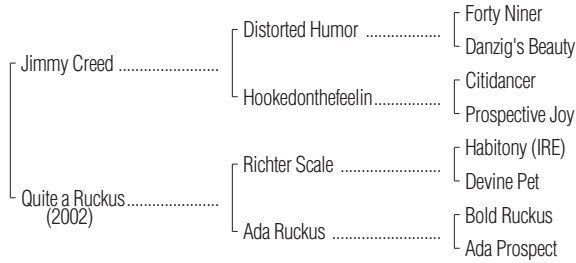 Forty Niner
Distorted Humor ..................
Danzig's Beauty
Jimmy Creed ........................
Citidancer
Hookedonthefeelin................
Prospective Joy
Habitony (IRE)
Richter Scale ........................
Devine Pet
Quite a Ruckus......................
(2002)
Bold Ruckus
Ada Ruckus ..........................
Ada Prospect